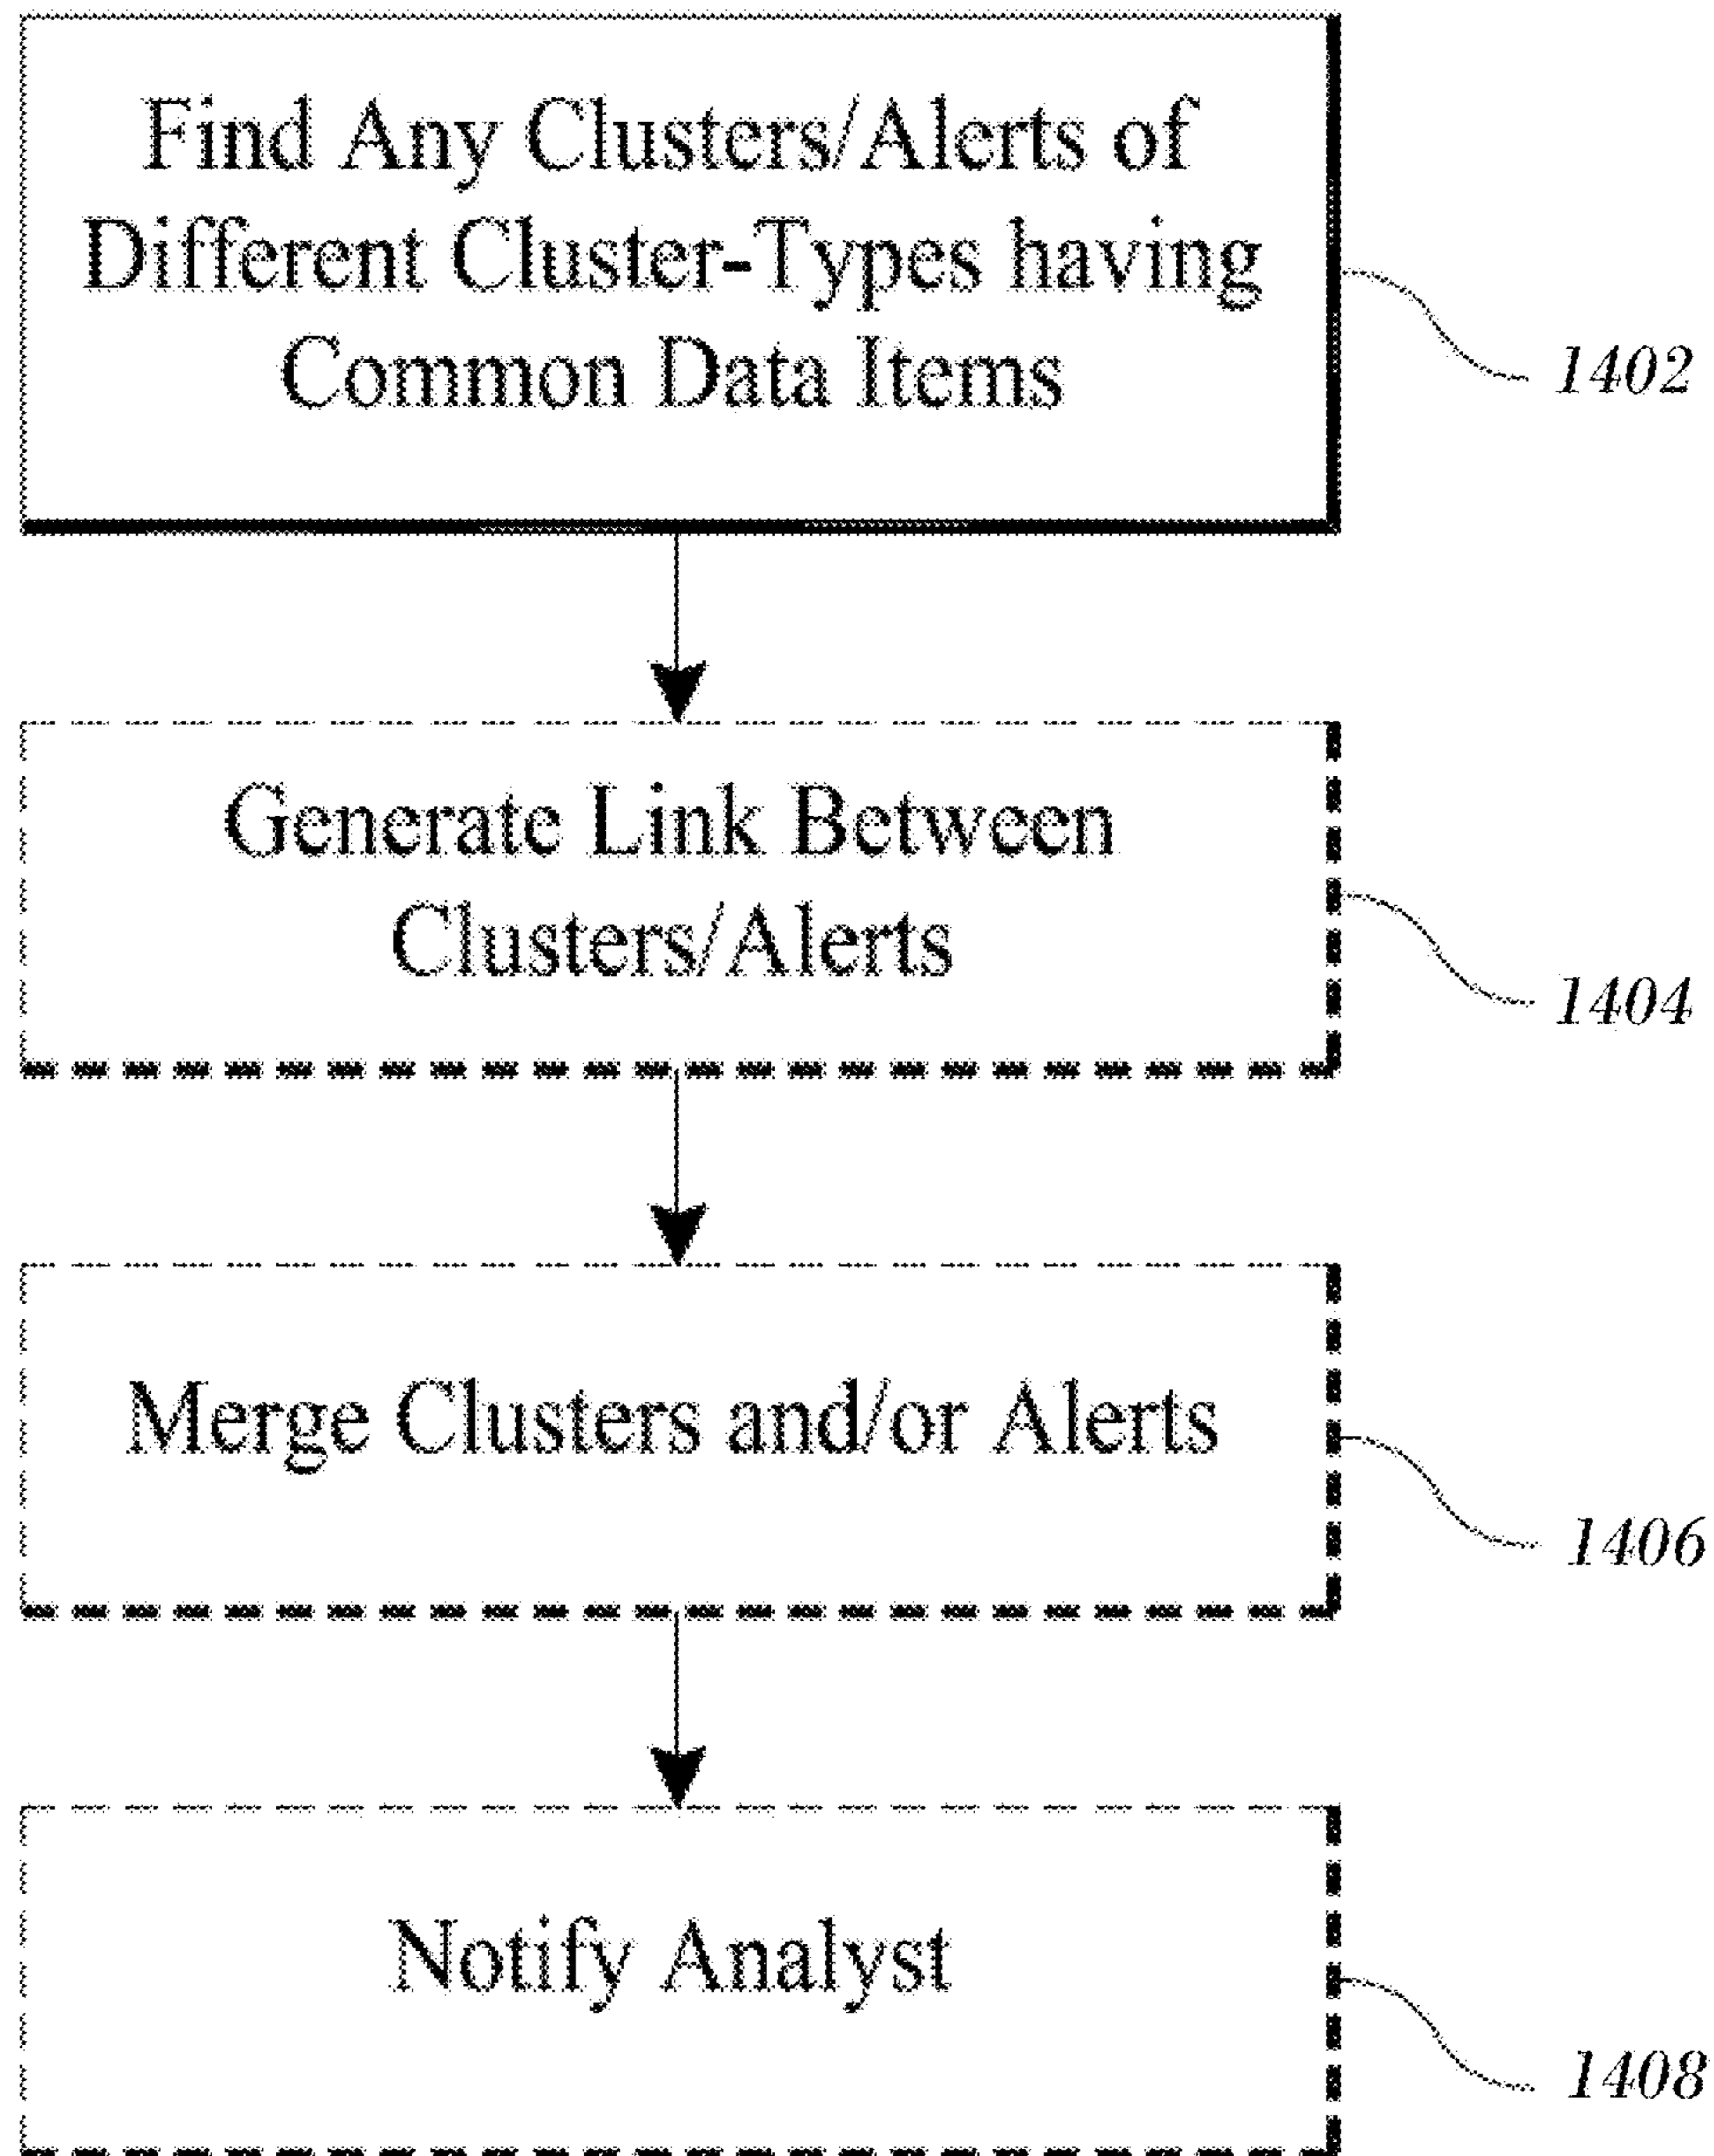 Find Any Clusters/Alerts of
Different Cluster-Types having
Common Data Items
1402
Generate Link Between
Clusters/Alerts
1404
Merge Clusters and/or Alerts
1406
Notify Analyst
1408